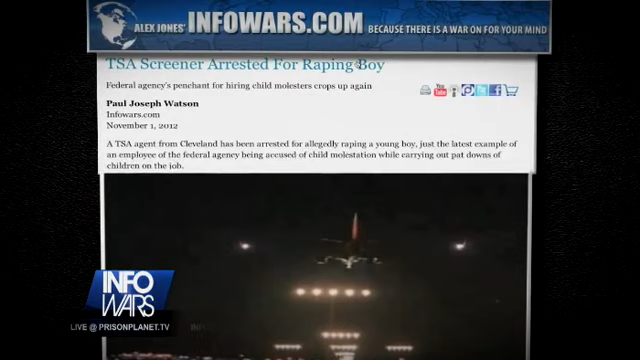 ALEX JONES' INFOWARS.COM BECAUSE THERE IS A WAR ON FOR YOUR MIND
TSA Screener Arrested For Raping Boy
Federal agency's penchant for hiring child molesters crops up again
You Tube
Paul Joseph Watson
Infowars.com
November 1, 2012
A TSA agent from Cleveland has been arrested for allegedly raping a young boy, just the latest example of
an employee of the federal agency being accused of child molestation while carrying out pat downs of
children on the job.
INFO
WARS
LIVE @ PRISONPLANET.TV